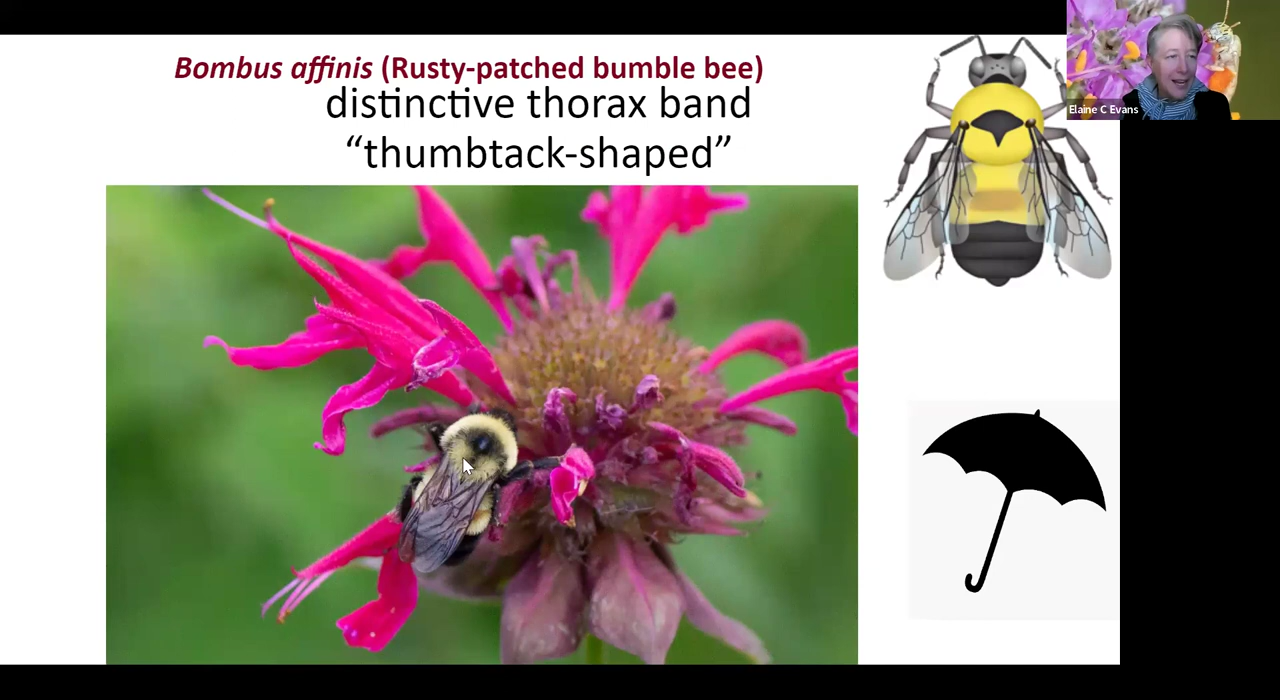 Bombus affinis (Rusty-patched bumble bee)
distinctive thorax band
“thumbtack-shaped”
Elaine C Evans